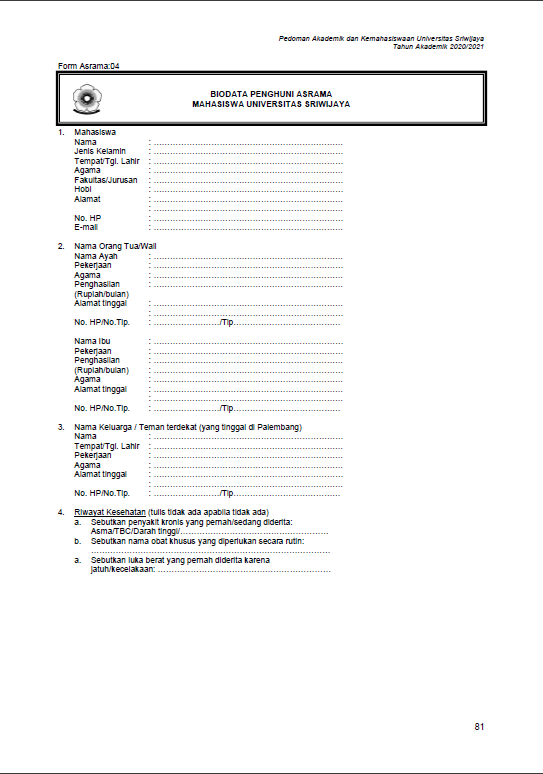 Pedoman Akademik dan Kemahasiswaan Universitas Sriwijaya
Tahun Akademik 2020/2021
Form Asrama:04
BIODATA PENGHUNI ASRAMA
MAHASISWA UNIVERSITAS SRIWIJAYA
1. Mahasiswa
Nama : ................................................................
Jenis Kelamin : ................................................................
Tempat/Tgl. Lahir : ................................................................
Agama : ................................................................
Fakultas/Jurusan : ................................................................
Hobi : ................................................................
Alamat : ................................................................
: ................................................................
No. HP : ................................................................
E-mail : ................................................................
2. Nama Orang Tua/Wali
Nama Ayah : ................................................................
Pekerjaan : ................................................................
Agama : ................................................................
Penghasilan : ................................................................
(Rupiah/bulan)
Alamat tinggal : ................................................................
: ................................................................
No. HP/No.Tlp. : ......................../Tlp.......................................
Nama Ibu : ................................................................
Pekerjaan : ................................................................
Penghasilan : ................................................................
(Rupiah/bulan) : ................................................................
Agama : ................................................................
Alamat tinggal : ................................................................
: ................................................................
No. HP/No.Tlp. : ......................../Tlp.......................................
3. Nama Keluarga / Teman terdekat (yang tinggal di Palembang)
Nama : ................................................................
Tempat/Tgl. Lahir : ................................................................
Pekerjaan : ................................................................
Agama : ................................................................
Alamat tinggal : ................................................................
: ................................................................
No. HP/No.Tlp. : ......................../Tlp.......................................
4. Riwayat Kesehatan (tulis tidak ada apabila tidak ada)
a. Sebutkan penyakit kronis yang pernah/sedang diderita:
Asma/TBC/Darah tinggi/......................................................
b. Sebutkan nama obat khusus yang diperlukan secara rutin:
................................................................................
a. Sebutkan luka berat yang pernah diderita karena
jatuh/kecelakaan: ................................................................
81